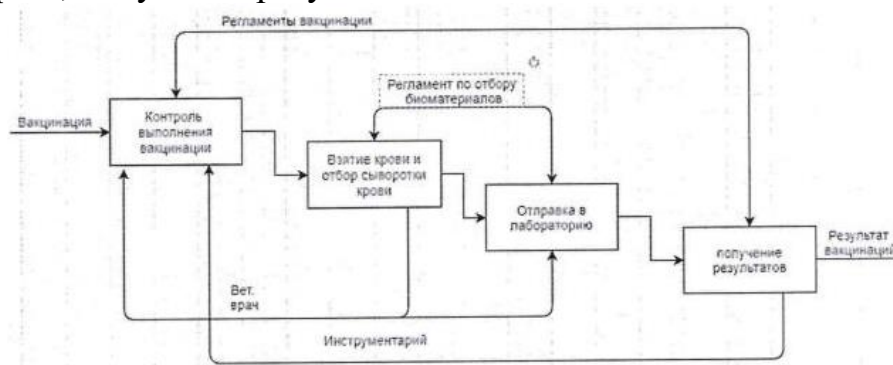 Регламенты вакцинации
Регламент по отбору
биоматериалов
Вакцинация
Контроль
выполнения
вакцинации
Взятие крови и
отбор сыворотки
крови
Отправка в
лабораторию
получение
результатов
Результат
вакцинаций
Вет.
врач
Инструментарий